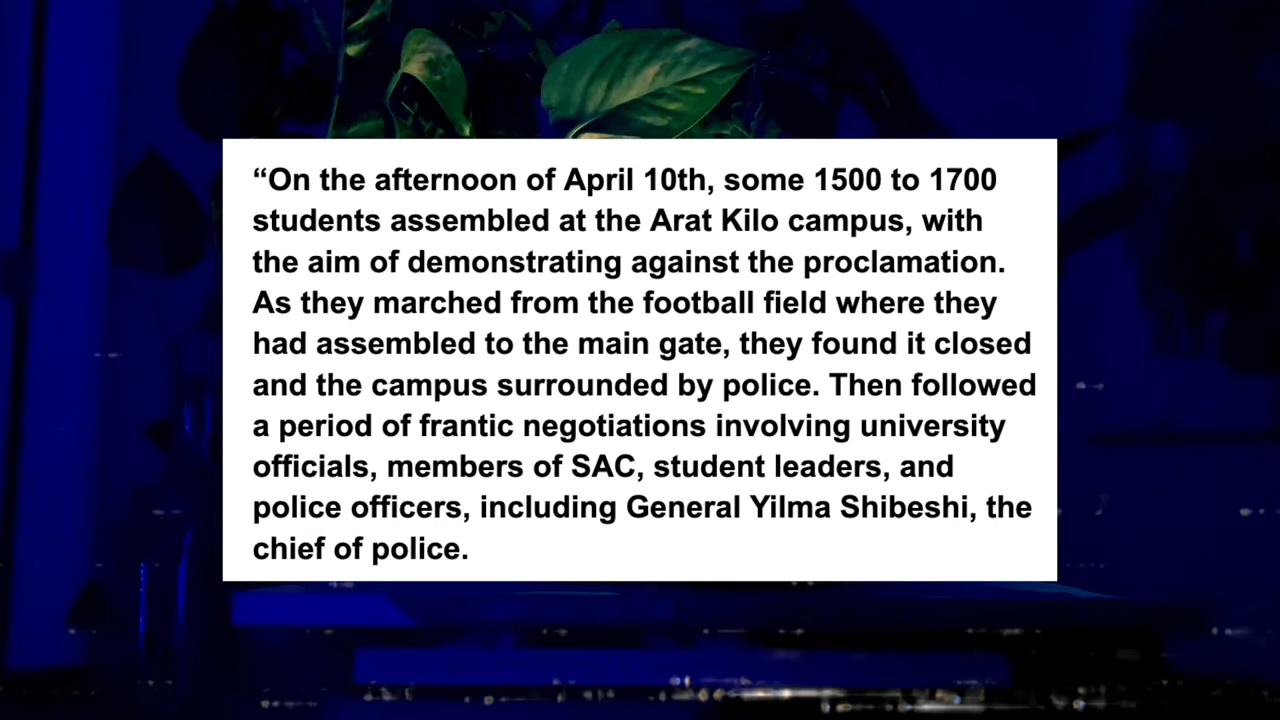 “On the afternoon of April 10th, some 1500 to 1700
students assembled at the Arat Kilo campus, with
the aim of demonstrating against the proclamation.
As they marched from the football field where they
had assembled to the main gate, they found it closed
and the campus surrounded by police. Then followed
a period of frantic negotiations involving university
officials, members of SAC, student leaders, and
police officers, including General Yilma Shibeshi, the
chief of police.